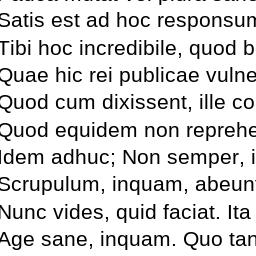 Satis est ad hoc responsum
Tibi hoc incredibile, quod b
Quae hic rei publicae vulne
Quod cum dixissent, ille co
Quod equidem non reprehe
Idem adhuc; Non semper, i
Scrupulum, inquam, abeunt
Nunc vides, quid faciat. Ita
Age sane, inquam. Quo tan